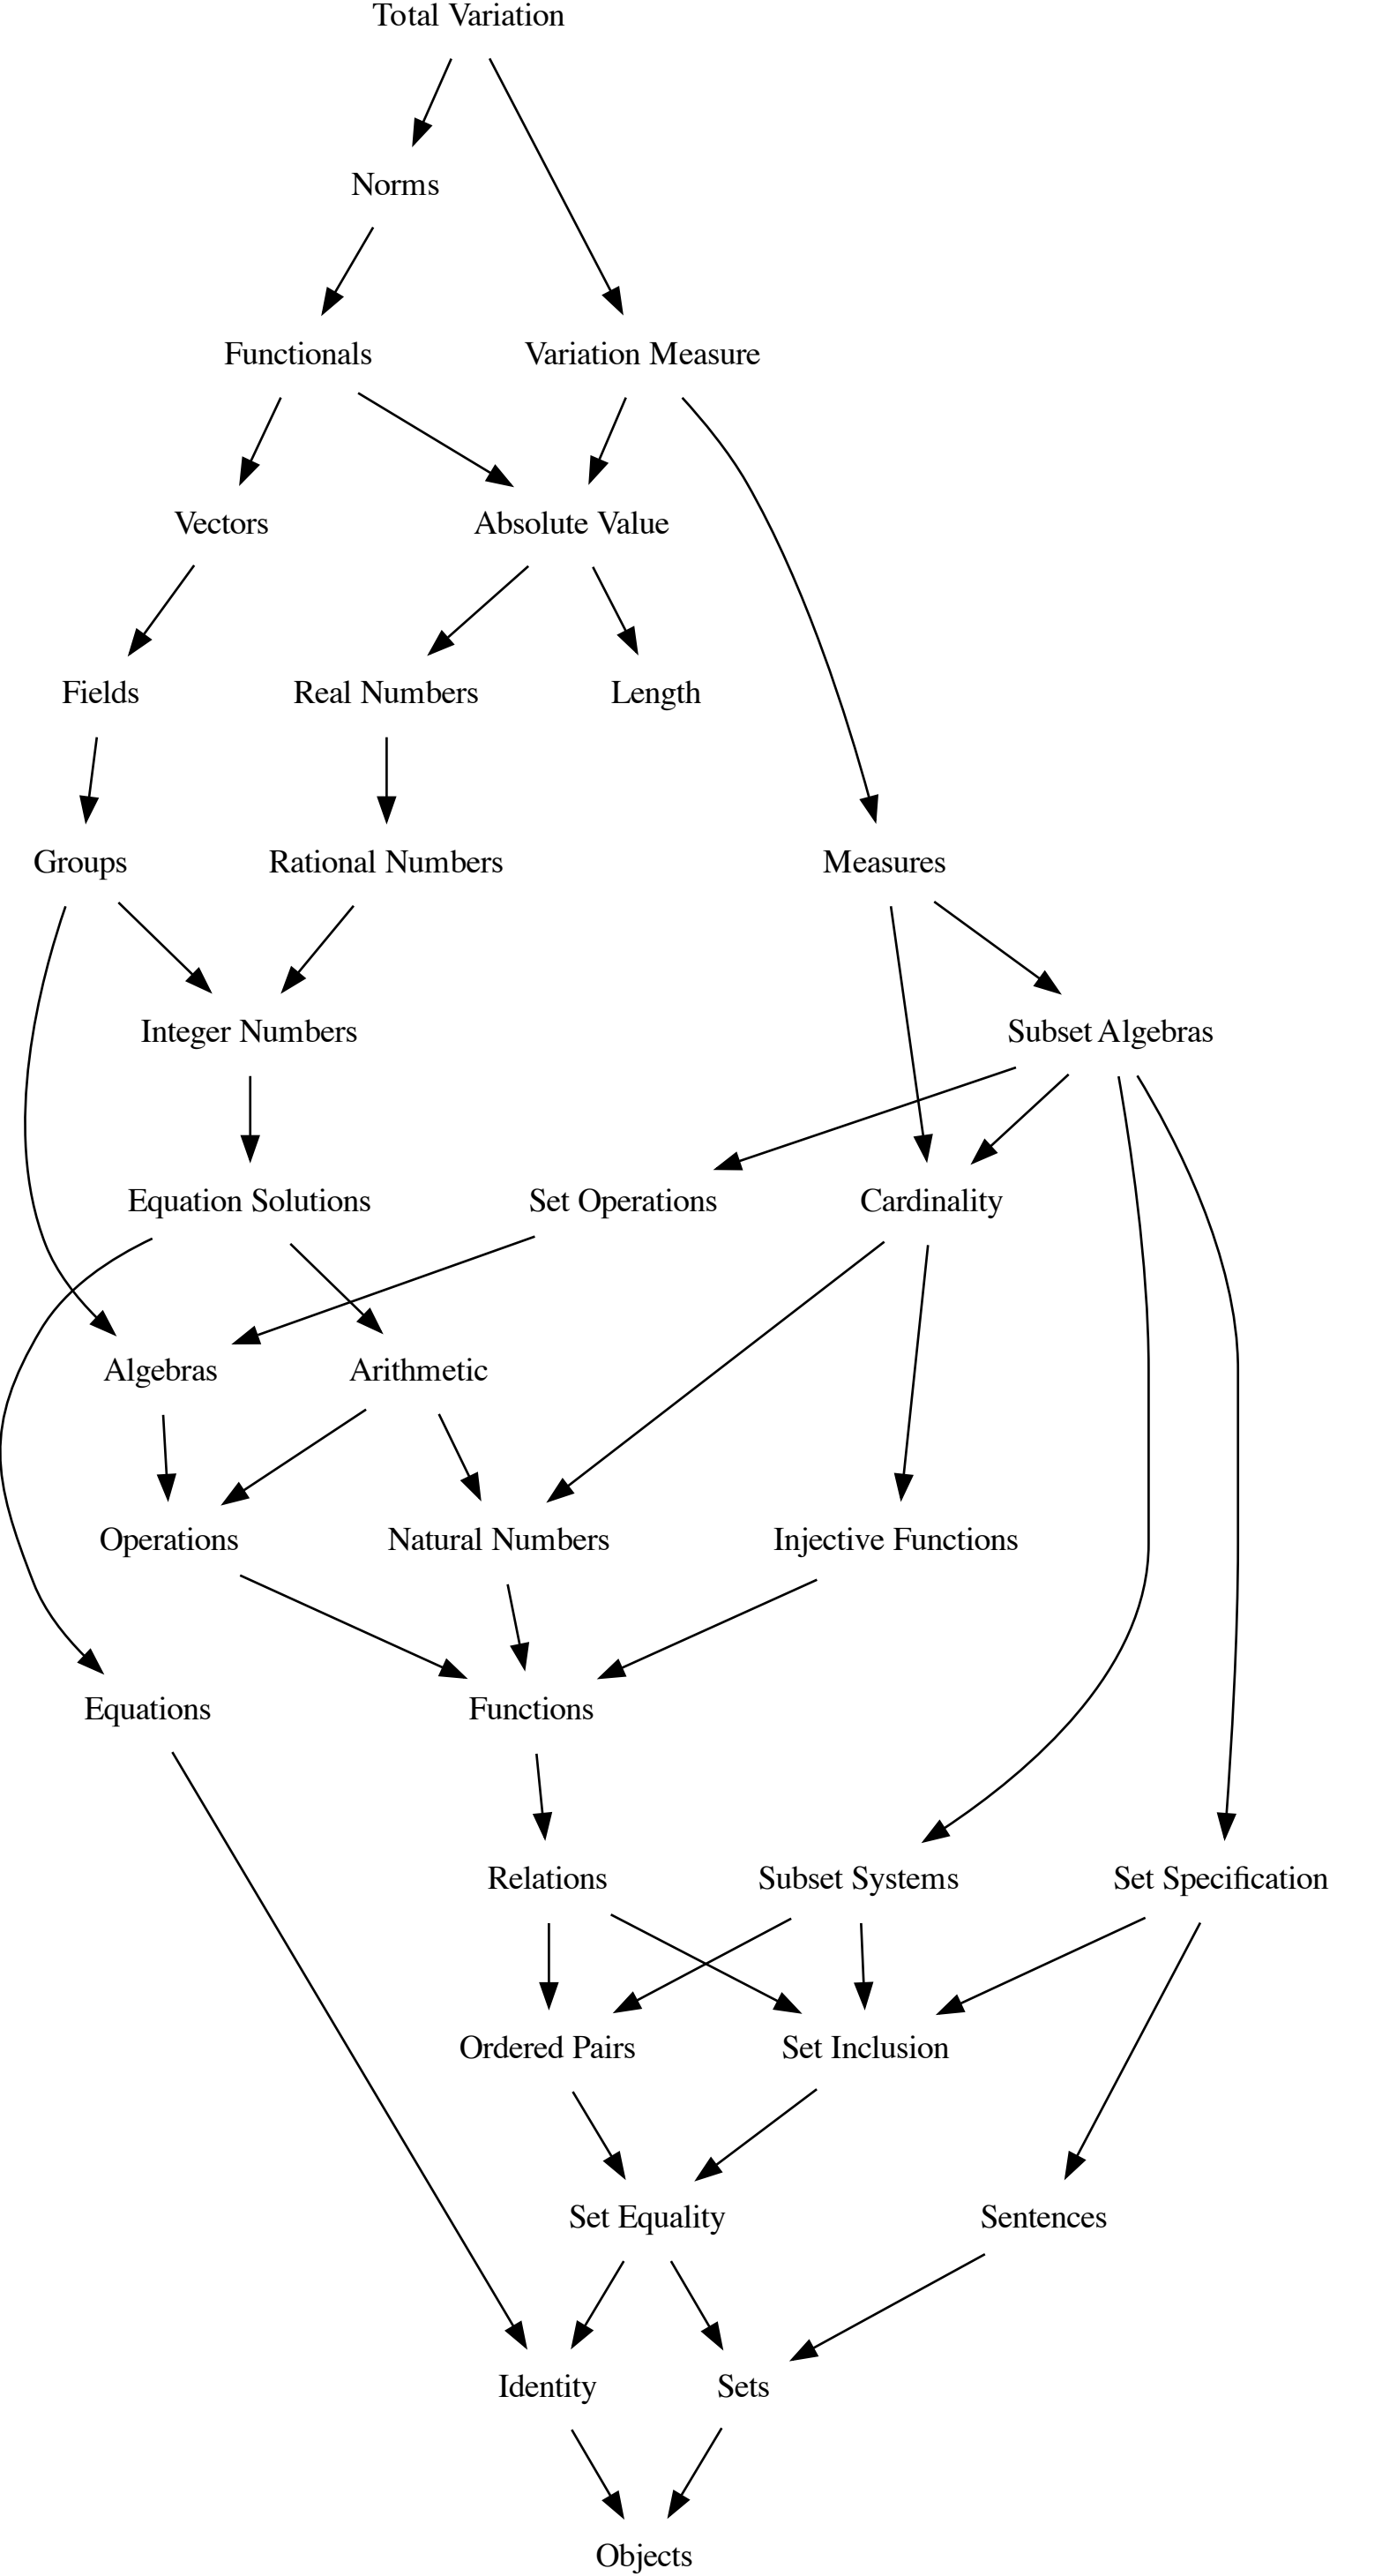 Total Variation
Norms
Functionals
Variation Measure
Vectors
Absolute Value
Fields
Real Numbers
Length
Groups
Rational Numbers
Measures
Integer Numbers
Subset Algebras
Equation Solutions
Set Operations
Cardinality
Algebras
Arithmetic
Operations
Natural Numbers
Injective Functions
Equations
Functions
Relations
Subset Systems
Set Specification
Ordered Pairs
Set Inclusion
Set Equality
Sentences
Identity
Sets
Objects